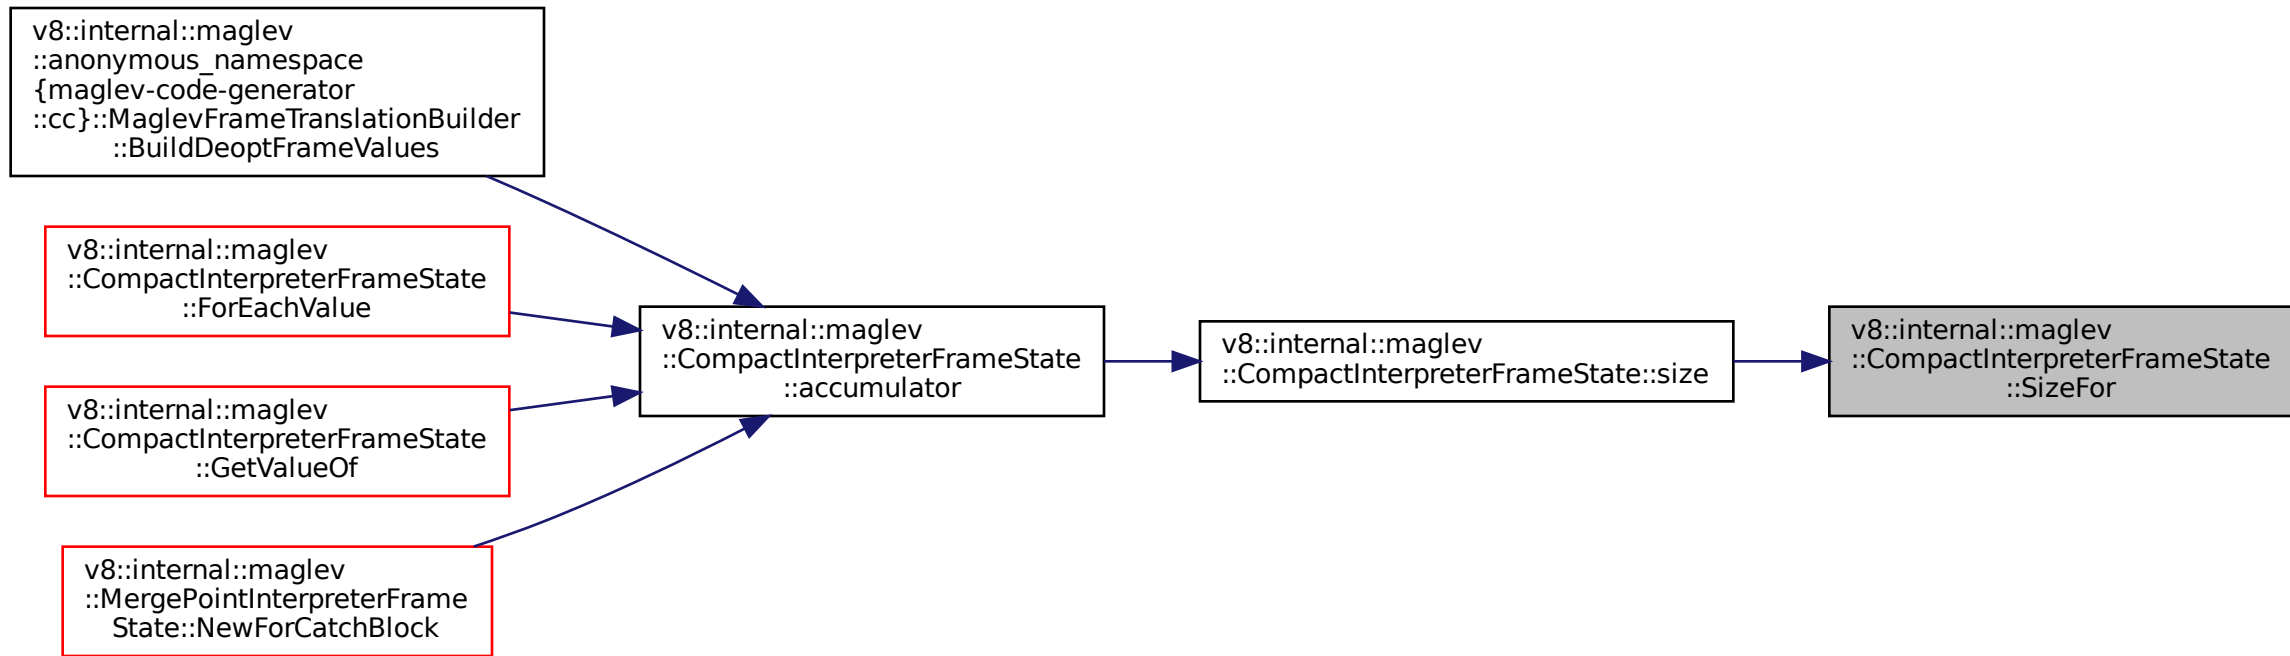 v8::internal::maglev
::anonymous_namespace
{maglev-code-generator
::cc}::MaglevFrameTranslationBuilder
::BuildDeoptFrameValues
v8::internal::maglev
::CompactInterpreterFrameState
::ForEachValue
v8::internal::maglev
::CompactInterpreterFrameState
::GetValueOf
v8::internal::maglev
::MergePointInterpreterFrame
State::NewForCatchBlock
v8::internal::maglev
::CompactInterpreterFrameState
::accumulator
v8::internal::maglev
::CompactInterpreterFrameState::size
v8::internal::maglev
::CompactInterpreterFrameState
::SizeFor